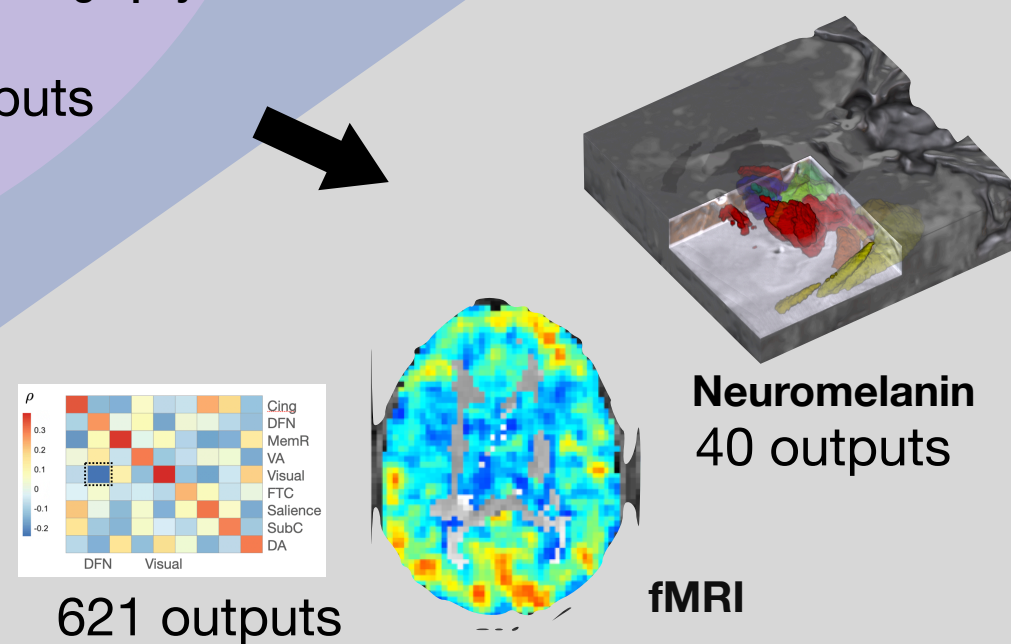 Neuromelanin
40 outputs
ρ
0.3
0.2
0.1
0
-0.1
-0.2
Cing
DFN
MemR
VA
Visual
FTC
Salience
SubC
DA
DFN Visual
621 outputs
fMRI